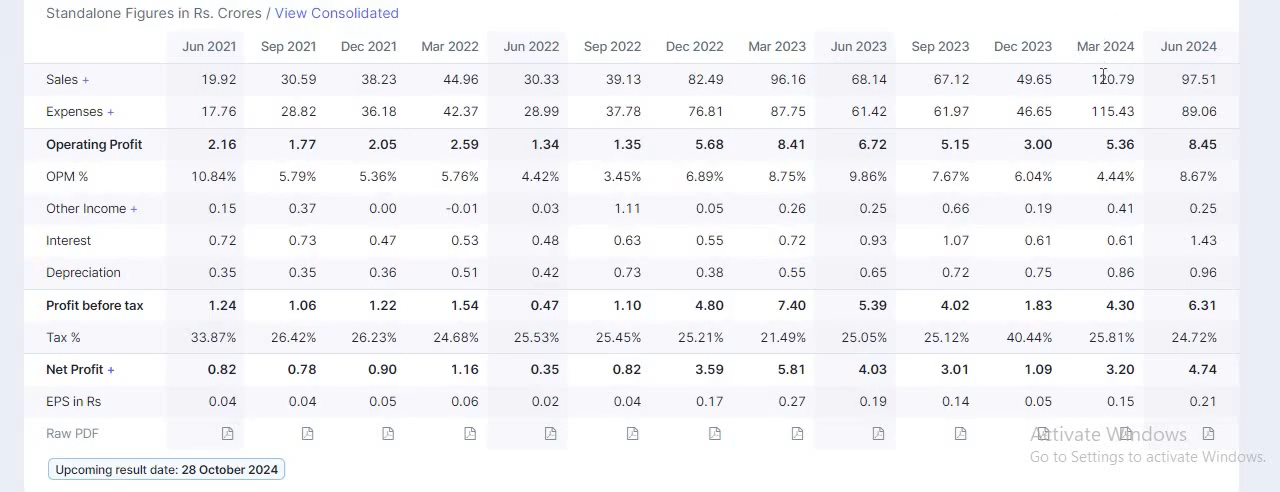 Standalone Figures in Rs. Crores / View Consolidated
Jun 2021 Sep 2021 Dec 2021 Mar 2022 Jun 2022 Sep 2022 Dec 2022 Mar 2023 Jun 2023 Sep 2023 Dec 2023 Mar 2024 Jun 2024
Sales + 19.92 30.59 38.23 44.96 30.33 39.13 82.49 96.16 68.14 67.12 49.65 120.79 97.51
Expenses + 17.76 28.82 36.18 42.37 28.99 37.78 76.81 87.75 61.42 61.97 46.65 115.43 89.06
Operating Profit 2.16 1.77 2.05 2.59 1.34 1.35 5.68 8.41 6.72 5.15 3.00 5.36 8.45
OPM % 10.84% 5.79% 5.36% 5.76% 4.42% 3.45% 6.89% 8.75% 9.86% 7.67% 6.04% 4.44% 8.67%
Other Income + 0.15 0.37 0.00 -0.01 0.03 1.11 0.05 0.26 0.25 0.66 0.19 0.41 0.25
Interest 0.72 0.73 0.47 0.53 0.48 0.63 0.55 0.72 0.93 1.07 0.61 0.61 1.43
Depreciation 0.35 0.35 0.36 0.51 0.42 0.73 0.38 0.55 0.65 0.72 0.75 0.86 0.96
Profit before tax 1.24 1.06 1.22 1.54 0.47 1.10 4.80 7.40 5.39 4.02 1.83 4.30 6.31
Tax % 33.87% 26.42% 26.23% 24.68% 25.53% 25.45% 25.21% 21.49% 25.05% 25.12% 40.44% 25.81% 24.72%
Net Profit + 0.82 0.78 0.90 1.16 0.35 0.82 3.59 5.81 4.03 3.01 1.09 3.20 4.74
EPS in Rs 0.04 0.04 0.05 0.06 0.02 0.04 0.17 0.27 0.19 0.14 0.05 0.15 0.21
Raw PDF
Activate Windows
Go to Settings to activate Windows.
Upcoming result date: 28 October 2024